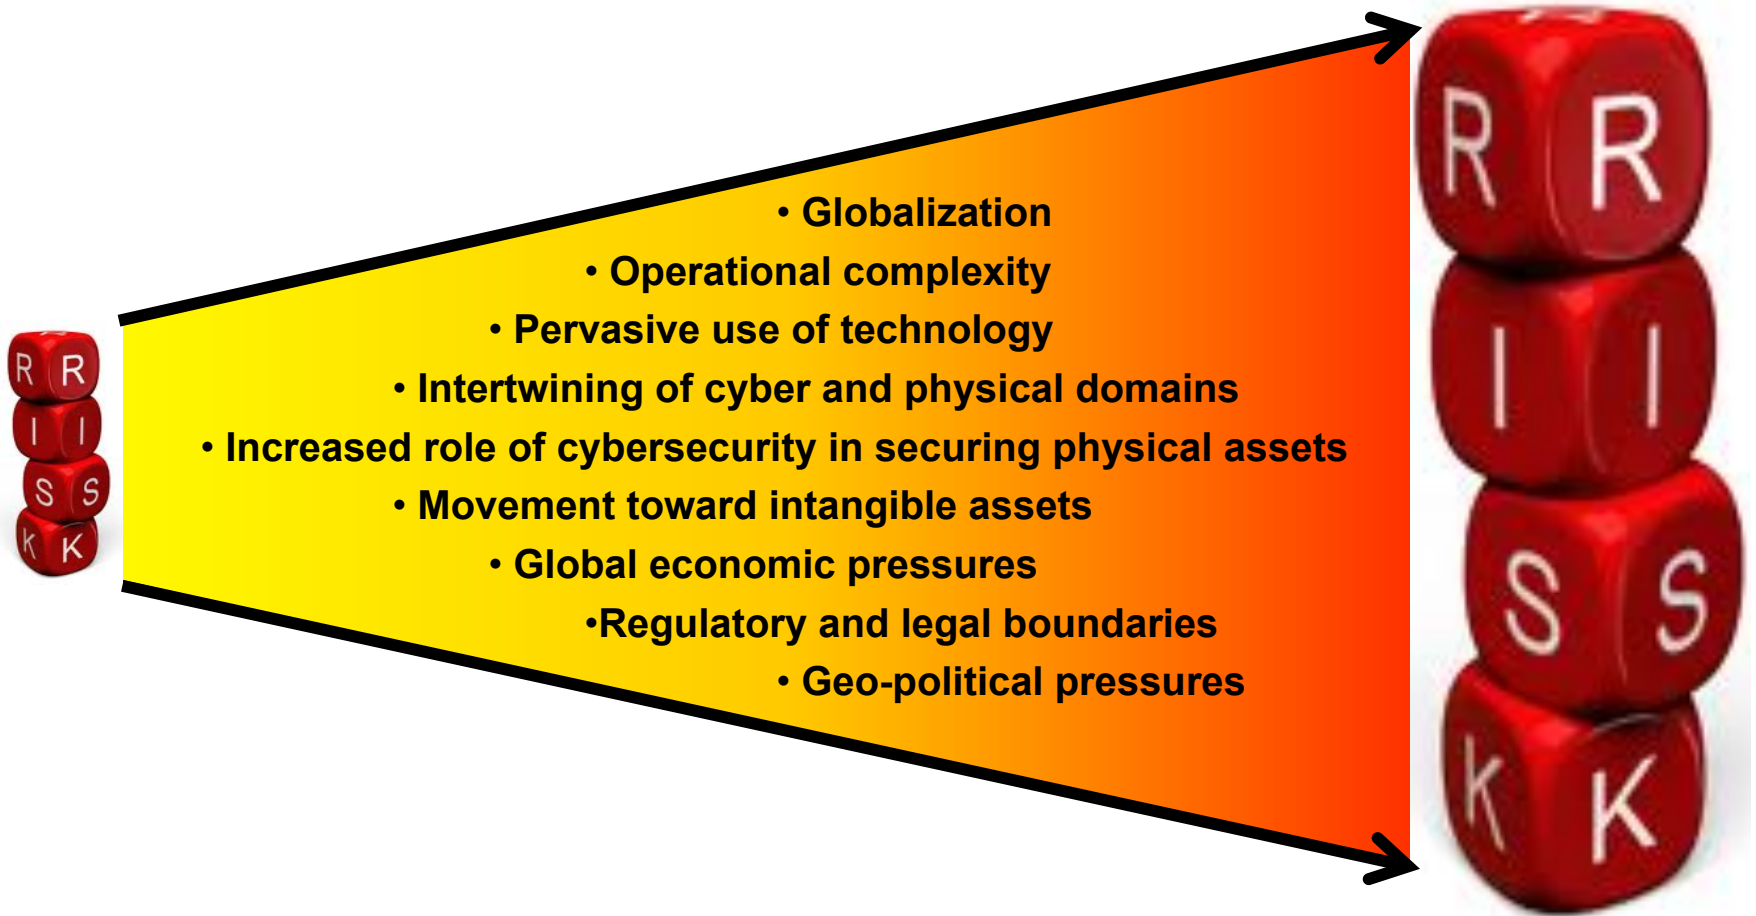 R R
I I
S S
K K
• Globalization
• Operational complexity
• Pervasive use of technology
• Intertwining of cyber and physical domains
• Increased role of cybersecurity in securing physical assets
• Movement toward intangible assets
• Global economic pressures
•Regulatory and legal boundaries
• Geo-political pressures
R R
I I
S S
K K